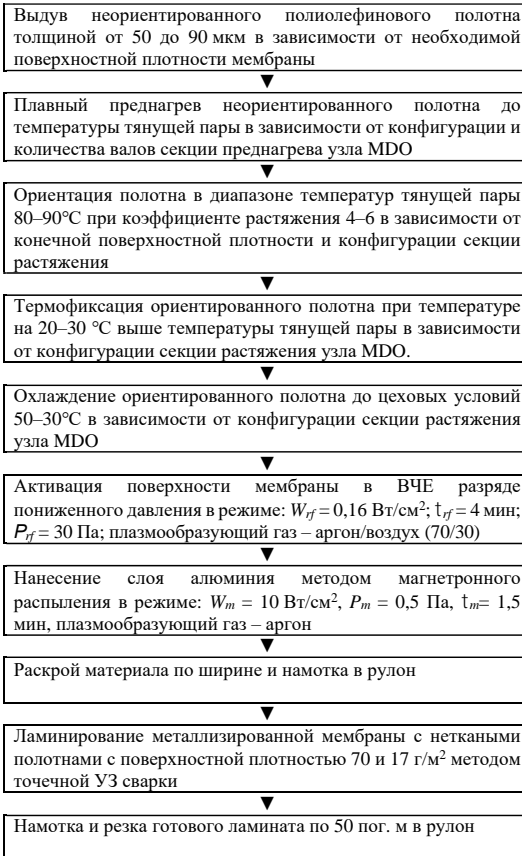 Выдув неориентированного полиолефинового полотна
толщиной от 50 до 90 мкм в зависимости от необходимой
поверхностной плотности мембраны
Плавный преднагрев неориентированного полотна до
температуры тянущей пары в зависимости от конфигурации и
количества валов секции преднагрева узла MDO
Ориентация полотна в диапазоне температур тянущей пары
80–90°С при коэффициенте растяжения 4–6 в зависимости от
конечной поверхностной плотности и конфигурации секции
растяжения
Термофиксация ориентированного полотна при температуре
на 20–30 °С выше температуры тянущей пары в зависимости
от конфигурации секции растяжения узла MDO.
Охлаждение ориентированного полотна до цеховых условий
50–30°С в зависимости от конфигурации секции растяжения
узла MDO
Активация поверхности мембраны в ВЧЕ разряде
пониженного давления в режиме: Wrf = 0,16 Вт/см²; trf = 4 мин;
Prf = 30 Па; плазмообразующий газ – аргон/воздух (70/30)
Нанесение слоя алюминия методом магнетронного
распыления в режиме: Wm = 10 Вт/см², Pm = 0,5 Па, tm= 1,5
мин, плазмообразующий газ – аргон
Раскрой материала по ширине и намотка в рулон
Ламинирование металлизированной мембраны с неткаными
полотнами с поверхностной плотностью 70 и 17 г/м² методом
точечной УЗ сварки
Намотка и резка готового ламината по 50 пог. м в рулон